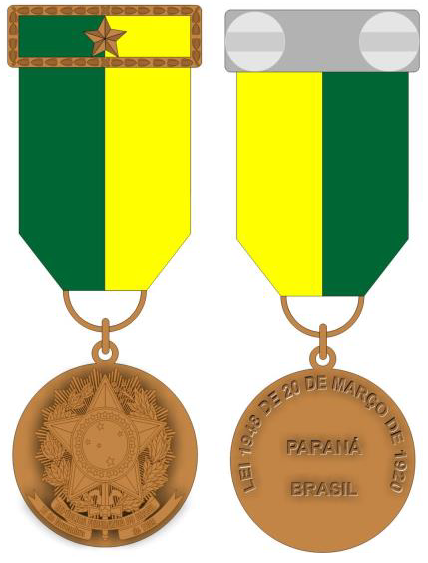 LEI 1948 DE 20 DE MARÇO DE 1920
PARANÁ
BRASIL